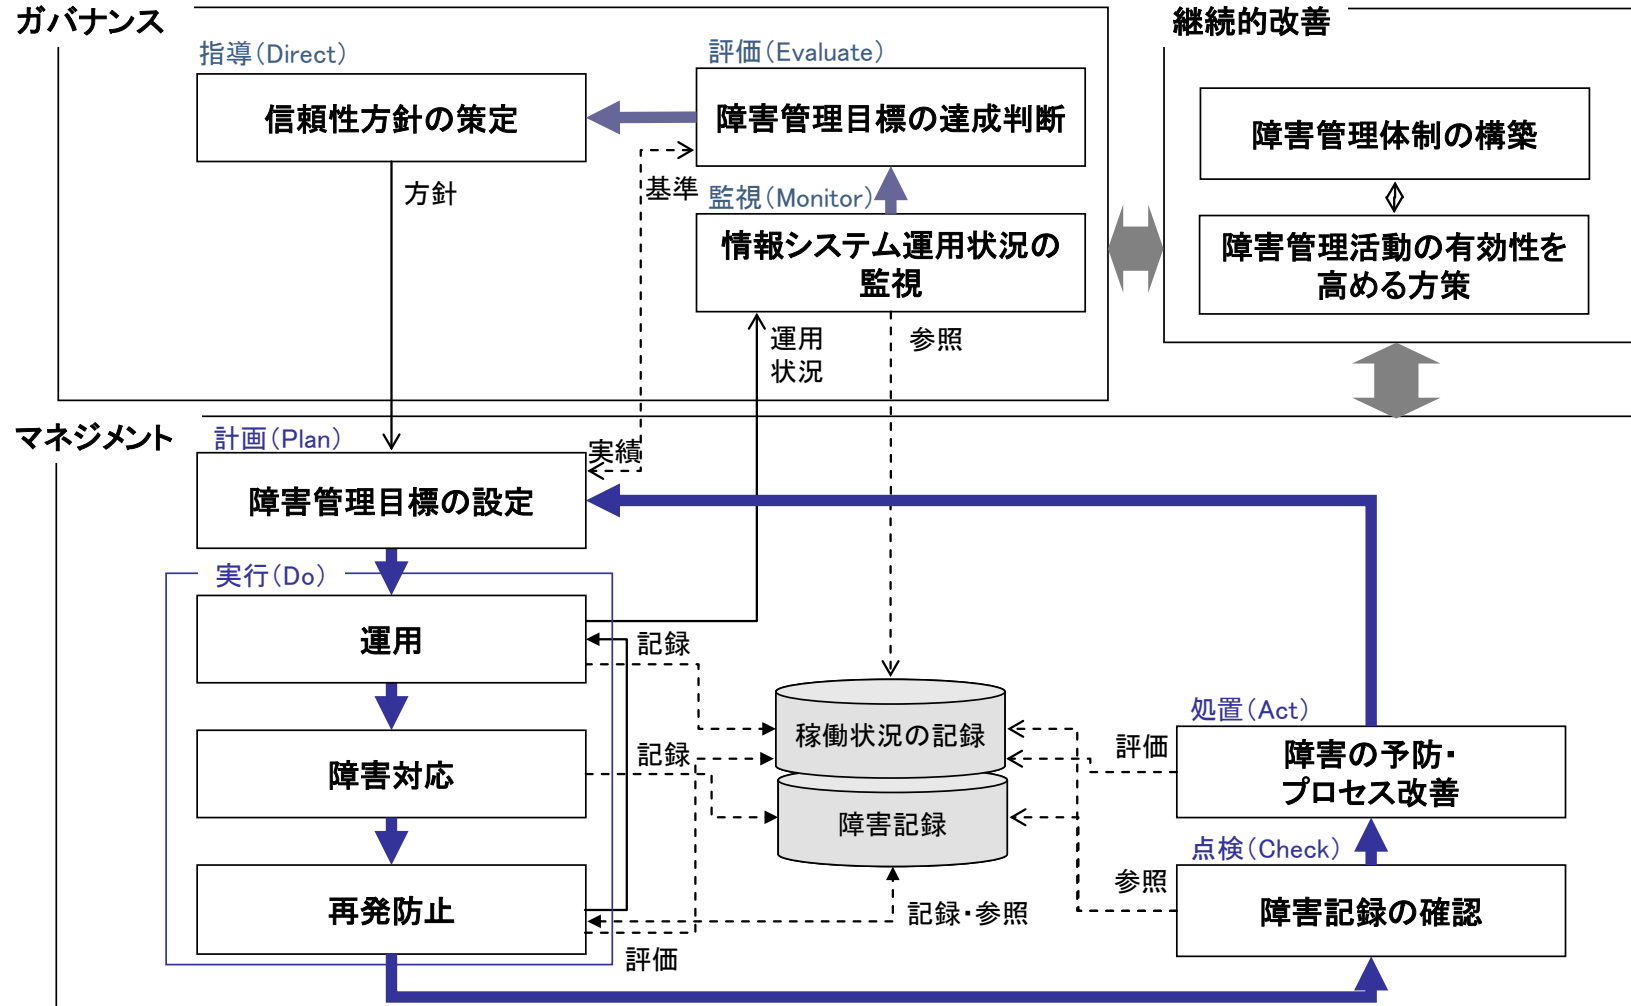 ガバナンス
指導(Direct)
信頼性方針の策定
方針
評価(Evaluate)
障害管理目標の達成判断
基準
監視(Monitor)
情報システム運用状況の
監視
運用
状況
参照
継続的改善
障害管理体制の構築
障害管理活動の有効性を
高める方策
マネジメント
計画(Plan)
実績
障害管理目標の設定
実行(Do)
運用
記録
障害対応
記録
再発防止
評価
稼働状況の記録
障害記録
記録・参照
処置(Act)
評価
障害の予防・
プロセス改善
点検(Check)
参照
障害記録の確認